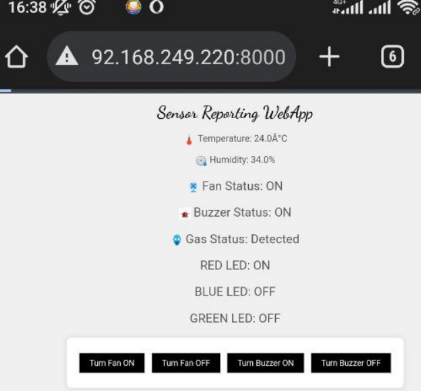 16:38
4G+
92.168.249.220:8000
6
Sensor Reporting WebApp
Temperature: 24.0Â°C
Humidity: 34.0%
Fan Status: ON
Buzzer Status: ON
Gas Status: Detected
RED LED: ON
BLUE LED: OFF
GREEN LED: OFF
Turn Fan ON Turn Fan OFF Turn Buzzer ON Turn Buzzer OFF